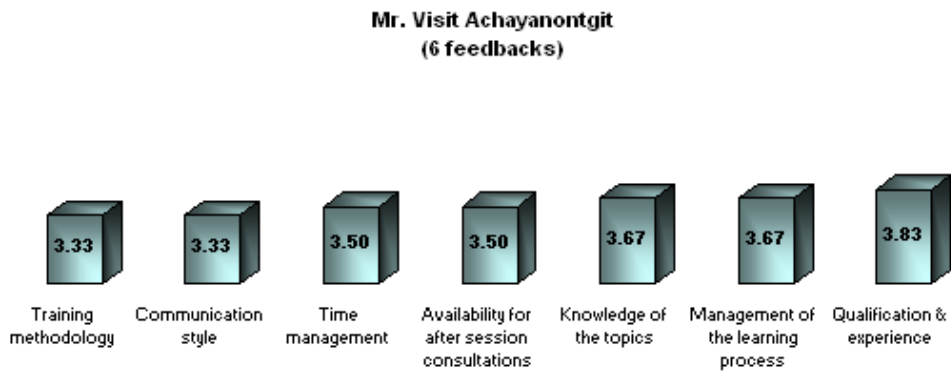 Mr. Visit Achayanontgit
(6 feedbacks)
3.33
3.33
3.50
3.50
3.67
3.67
3.83
Training
methodology
Communication
style
Time
management
Availability for
after session
consultations
Knowledge of
the topics
Management of
the learning
process
Qualification &
experience